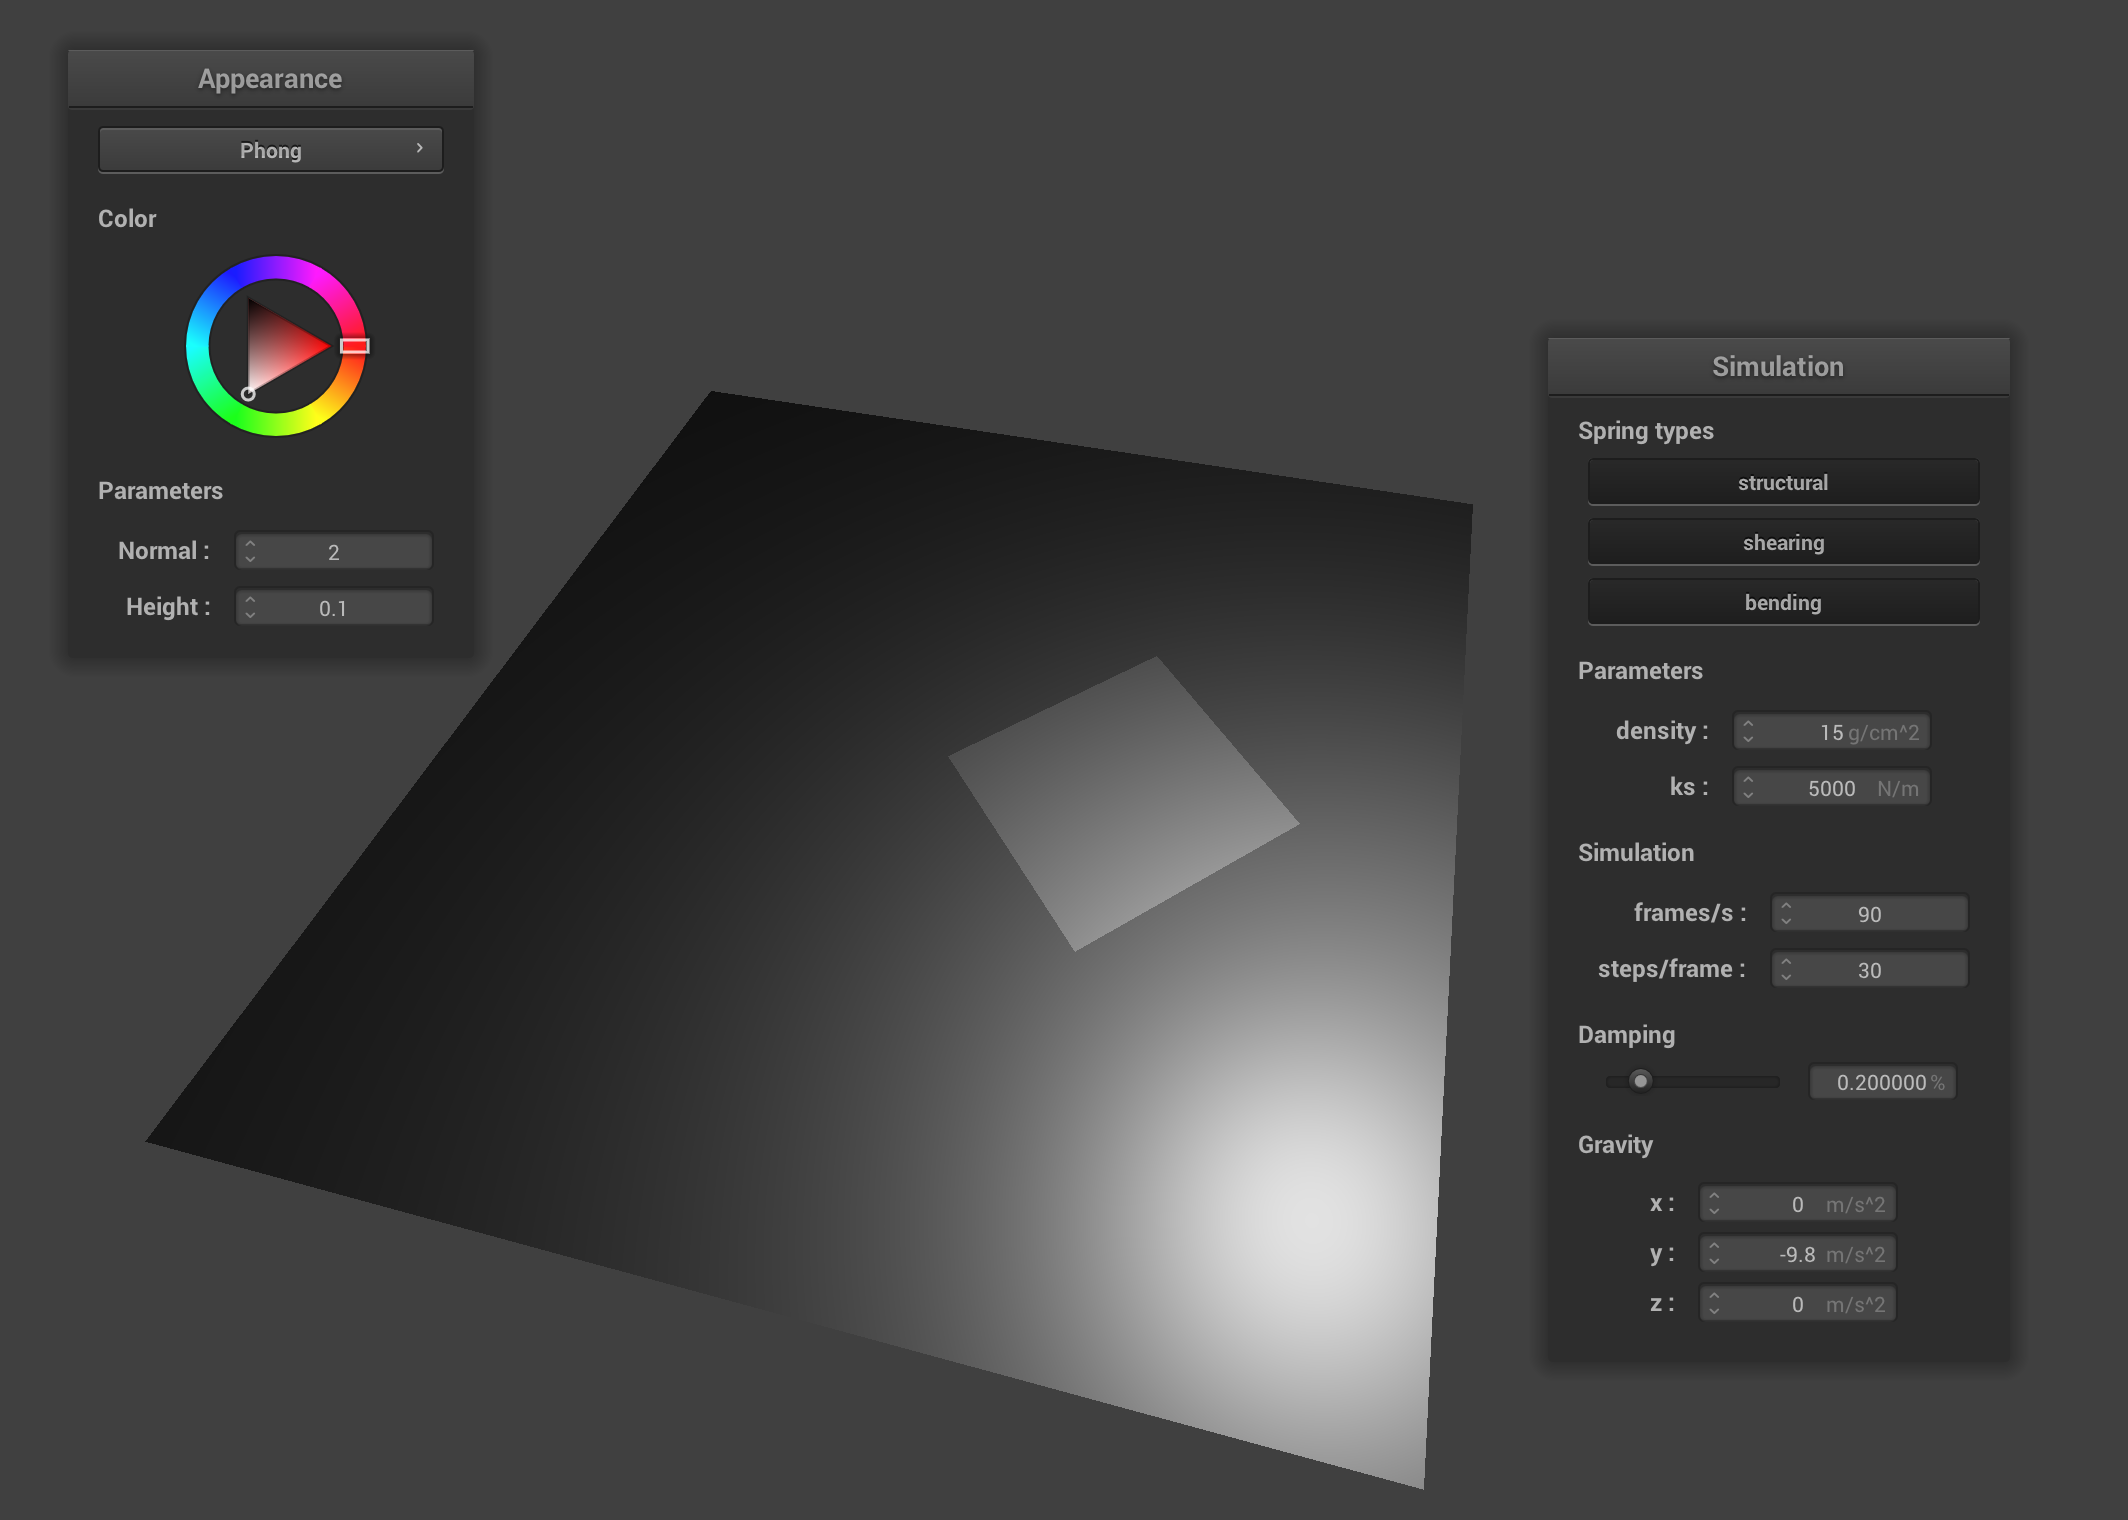 Appearance
Phong
Color
Parameters
Normal : 2
Height : 0.1
Simulation
Spring types
structural
shearing
bending
Parameters
density : 15 g/cm^2
ks : 5000 N/m
Simulation
frames/s : 90
steps/frame : 30
Damping
0.200000 %
Gravity
x : 0 m/s^2
y : -9.8 m/s^2
z : 0 m/s^2